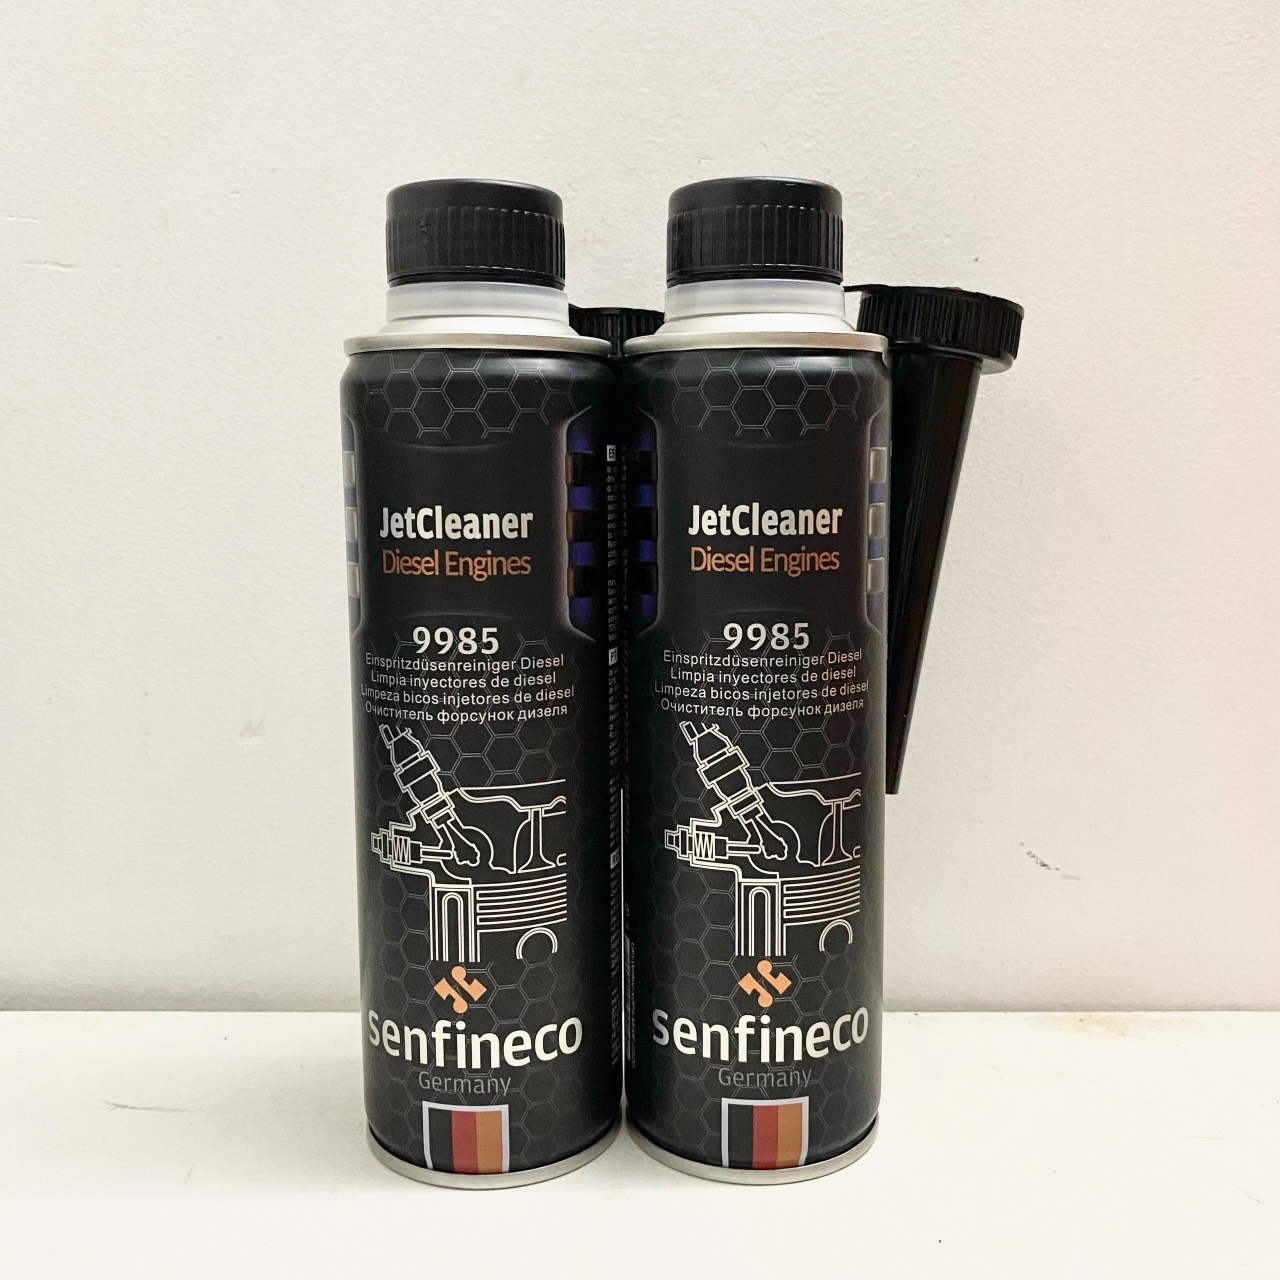 JetCleaner
Diesel Engines
9985
Einspritzdüsenreiniger Diesel
Limpia inyectores de diesel
Limpeza bicos injetores de diesel
Очиститель форсунок дизеля
senfineco
Germany
JetCleaner
Diesel Engines
9985
Einspritzdüsenreiniger Diesel
Limpia inyectores de diesel
Limpeza bicos injetores de diesel
Очиститель форсунок дизеля
senfineco
Germany